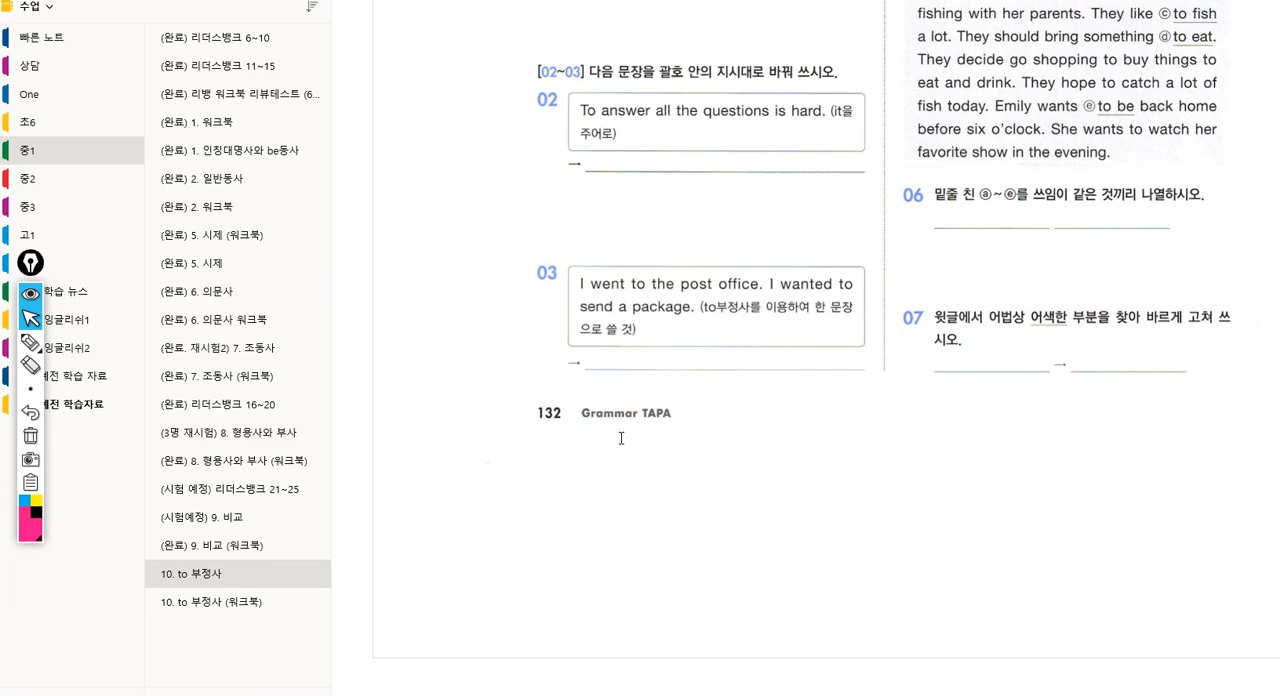 수업
빠른 노트
상담
One
초6
중1
중2
중3
고1
학습 뉴스
잉글리쉬1
잉글리쉬2
예전 학습 자료
예전 학습자료
(완료) 리더스뱅크 6~10
(완료) 리더스뱅크 11~15
(완료) 리뱅 워크북 리뷰테스트 (6...
(완료) 1. 워크북
(완료) 1. 인칭대명사와 be동사
(완료) 2. 일반동사
(완료) 2. 워크북
(완료) 5. 시제 (워크북)
(완료) 5. 시제
(완료) 6. 의문사
(완료) 6. 의문사 워크북
(완료. 재시험2) 7. 조동사
(완료) 7. 조동사 (워크북)
(완료) 리더스뱅크 16~20
(3명 재시험) 8. 형용사와 부사
(완료) 8. 형용사와 부사 (워크북)
(시험 예정) 리더스뱅크 21~25
(시험예정) 9. 비교
(완료) 9. 비교 (워크북)
10. to 부정사
10. to 부정사 (워크북)
[02~03] 다음 문장을 괄호 안의 지시대로 바꿔 쓰시오.
02 To answer all the questions is hard. (it을
주어로)
→
03 I went to the post office. I wanted to
send a package. (to부정사를 이용하여 한 문장
으로 쓸 것)
→
132 Grammar TAPA
fishing with her parents. They like ⓒto fish
a lot. They should bring something ⓓto eat.
They decide go shopping to buy things to
eat and drink. They hope to catch a lot of
fish today. Emily wants ⓔto be back home
before six o'clock. She wants to watch her
favorite show in the evening.
06 밑줄 친 ⓐ~ⓔ를 쓰임이 같은 것끼리 나열하시오.
07 윗글에서 어법상 어색한 부분을 찾아 바르게 고쳐 쓰
시오.
→